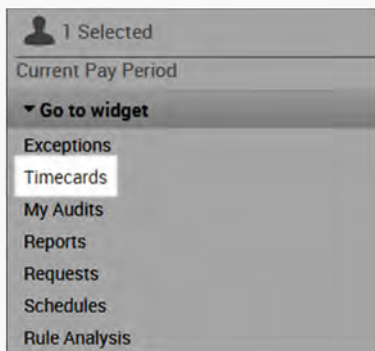 1 Selected
Current Pay Period
Go to widget
Exceptions
Timecards
My Audits
Reports
Requests
Schedules
Rule Analysis